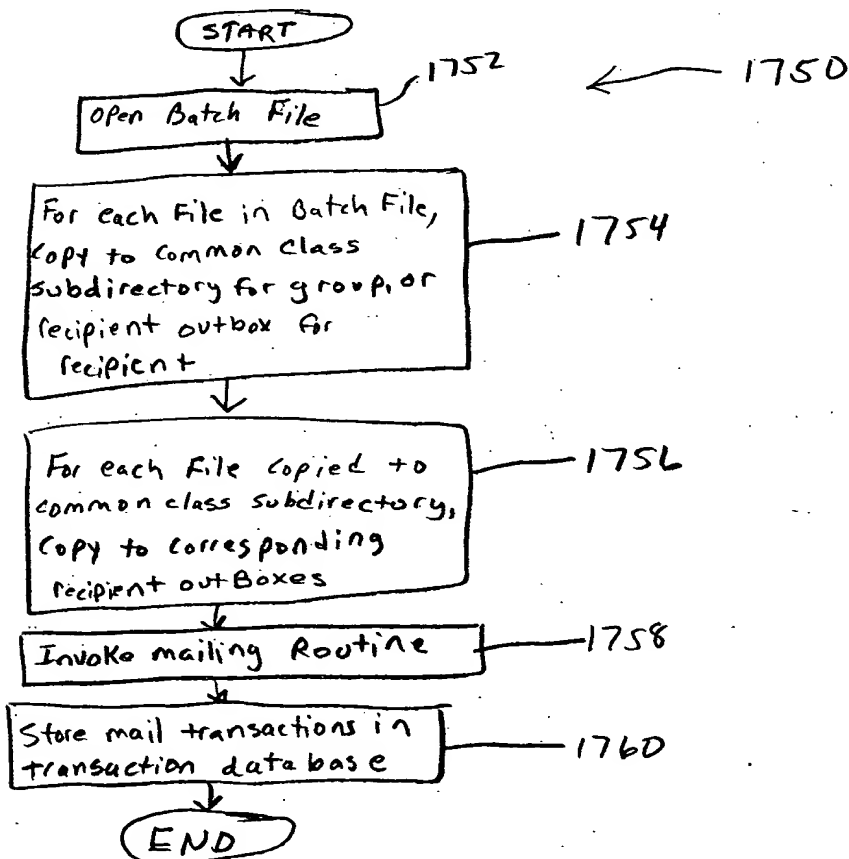 START
1752
1750
Open Batch File
For each File in Batch File,
copy to common class
subdirectory for group, or
recipient outbox for
recipient
1754
For each File copied to
common class subdirectory,
copy to corresponding
recipient outBoxes
1756
Invoke mailing Routine
1758
Store mail transactions in
transaction database
1760
END